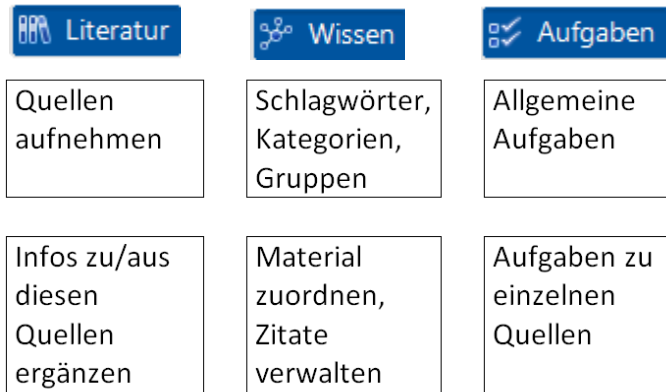 Literatur
Wissen
Aufgaben
Quellen
aufnehmen
Schlagwörter,
Kategorien,
Gruppen
Allgemeine
Aufgaben
Infos zu/aus
diesen
Quellen
ergänzen
Material
zuordnen,
Zitate
verwalten
Aufgaben zu
einzelnen
Quellen